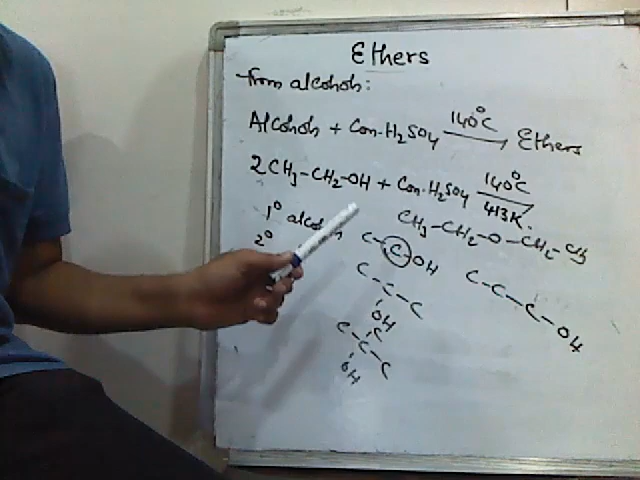 Ethers
from alcohols:
Alcohols + Con.H2SO4 140°C Ethers
2CH3-CH2-OH + Con.H2SO4 140°C
413K.
CH3-CH2-O-CH2-CH3
1° alcohol
2°
C-C-OH
C-C-C-OH
C-C-C
OH
C
C-C-C
OH